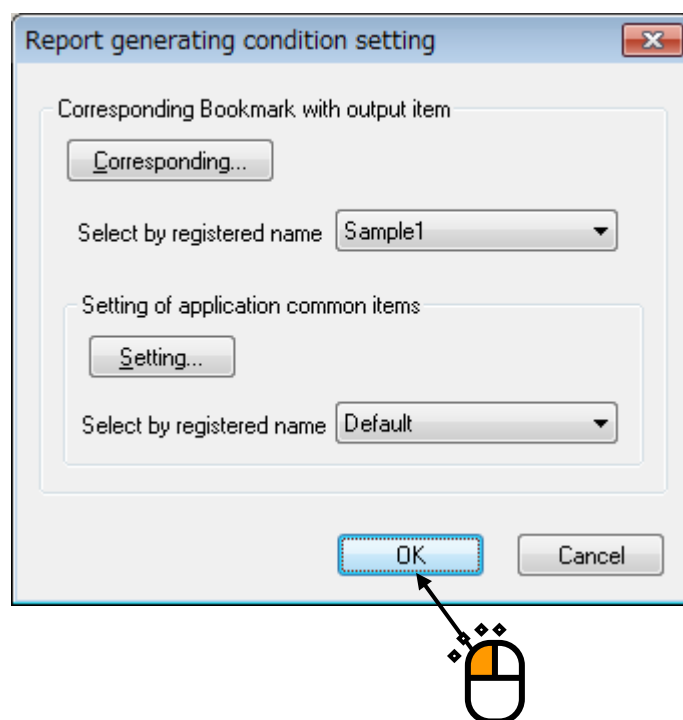 Report generating condition setting
Corresponding Bookmark with output item
Corresponding...
Select by registered name Sample1
Setting of application common items
Setting...
Select by registered name Default
OK Cancel